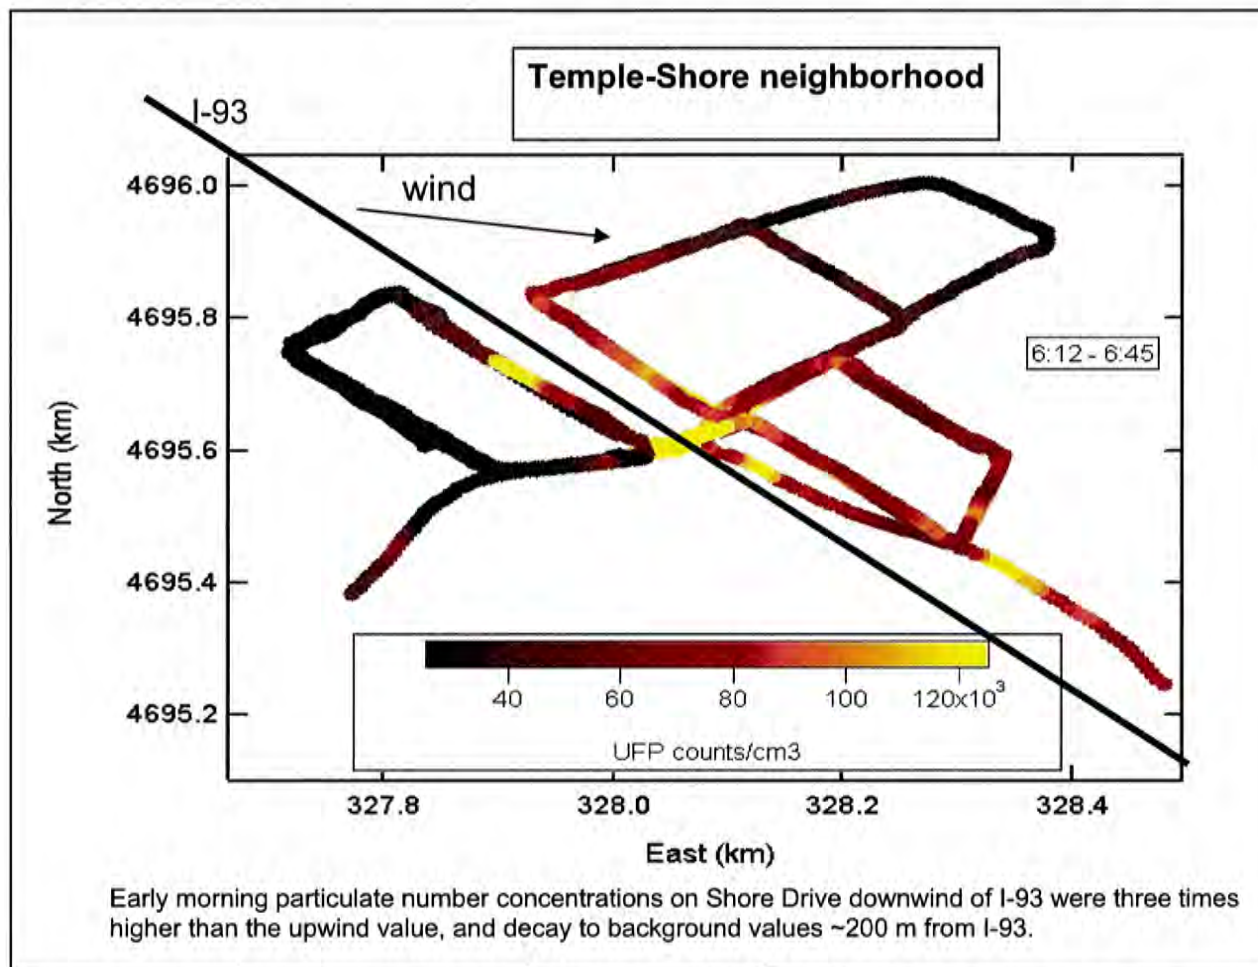 Temple-Shore neighborhood
I-93
wind
4696.0
4695.8
4695.6
4695.4
4695.2
North (km)
6:12 - 6:45
40 60 80 100 120x10³
UFP counts/cm3
327.8 328.0 328.2 328.4
East (km)
Early morning particulate number concentrations on Shore Drive downwind of I-93 were three times
higher than the upwind value, and decay to background values ~200 m from I-93.